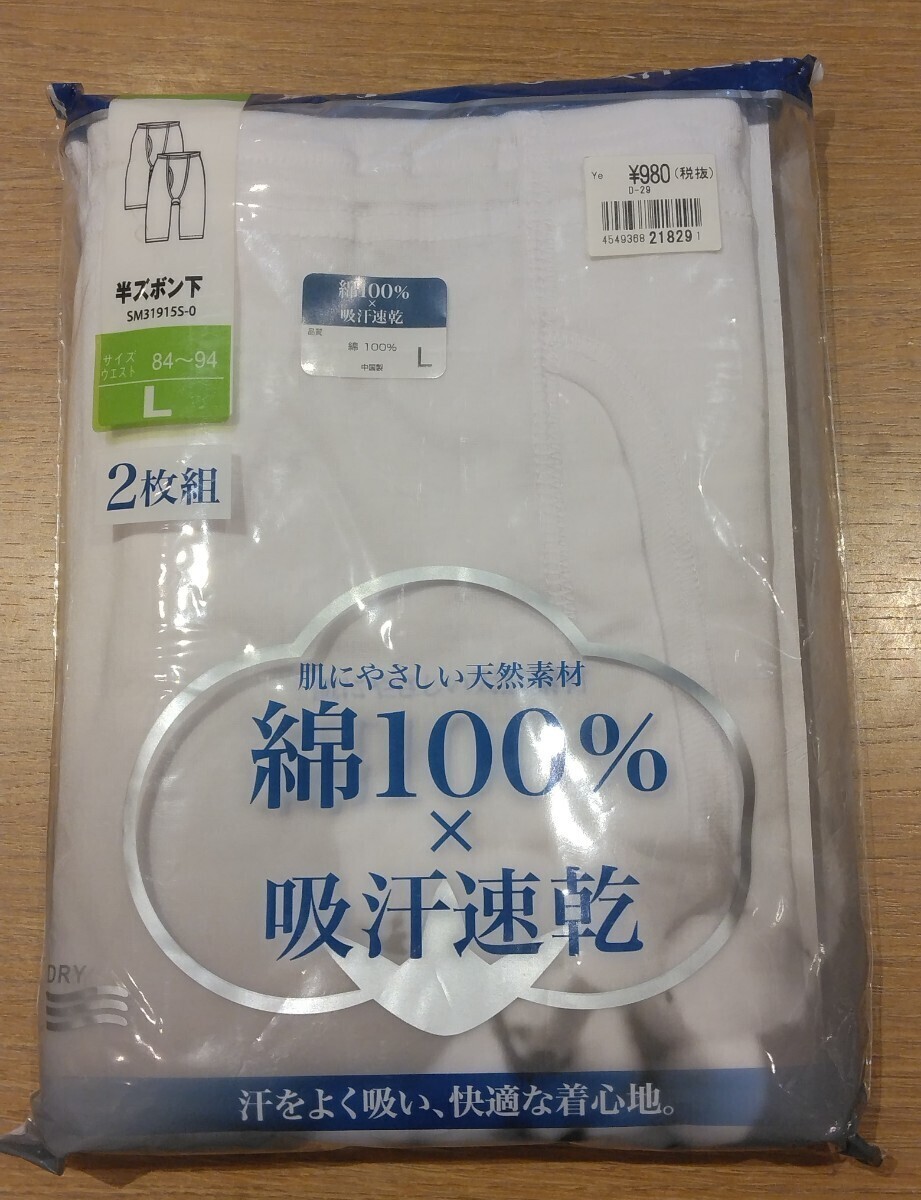 Ye ¥980(税抜)
D-29
4549368 21829 1
半ズボン下
SM31915S-0
サイズ
ウエスト 84~94
L
綿100%
×
吸汗速乾
品質
綿 100% L
中国製
2枚組
肌にやさしい天然素材
綿100%
×
吸汗速乾
DRY
汗をよく吸い、快適な着心地。